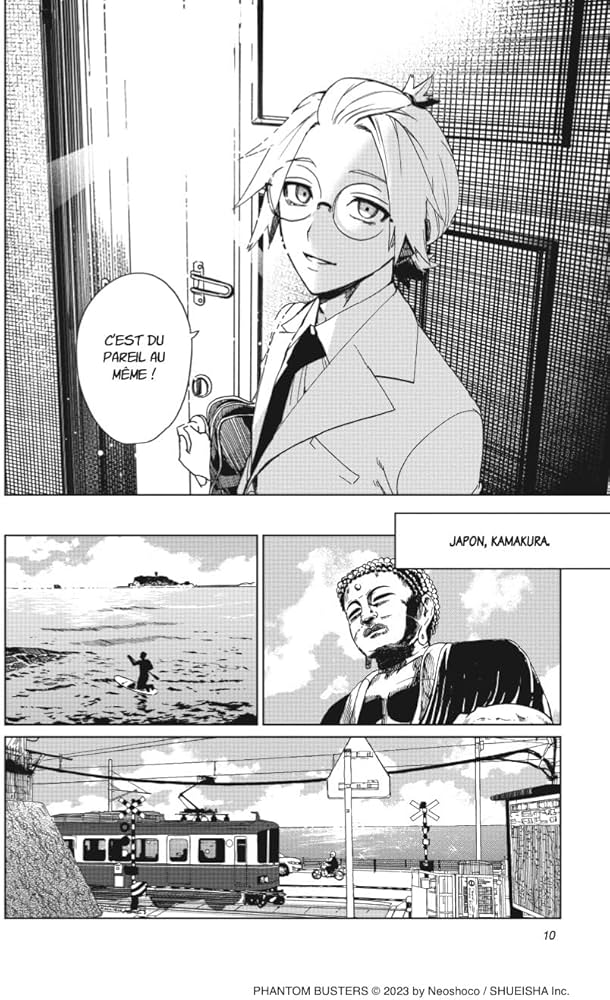 C'EST DU
PAREIL AU
MÊME !
JAPON, KAMAKURA.
10
PHANTOM BUSTERS © 2023 by Neoshoco / SHUEISHA Inc.